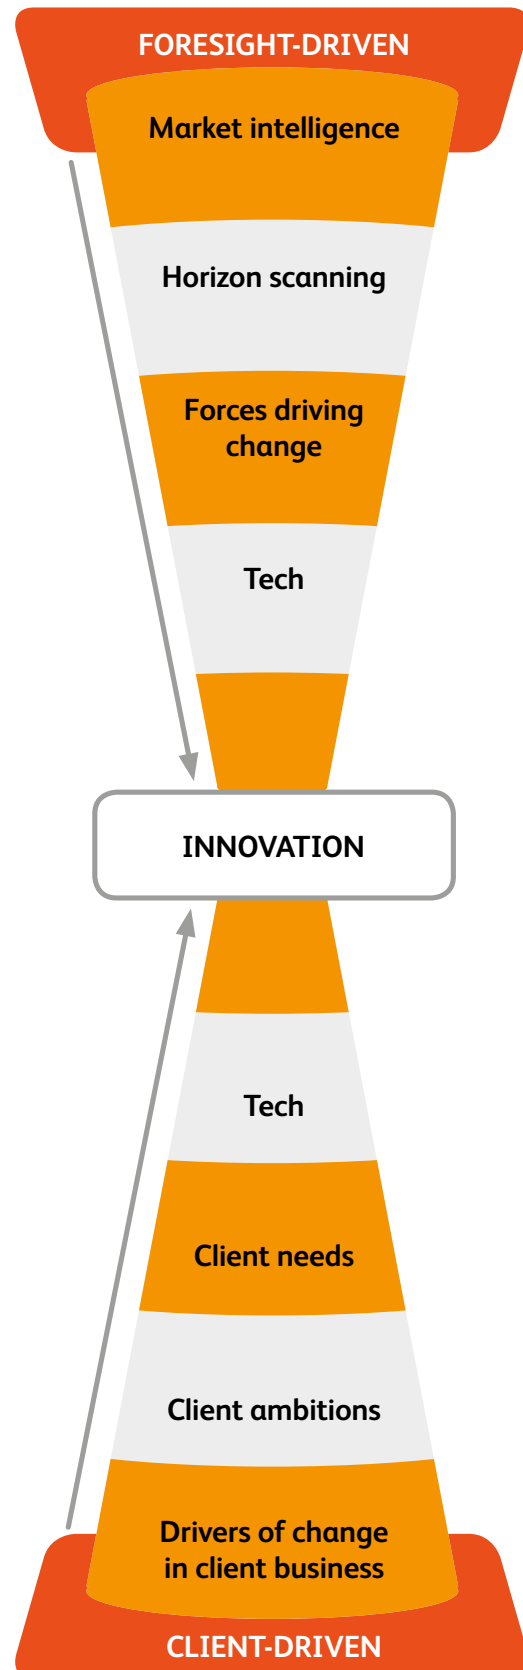 FORESIGHT-DRIVEN
Market intelligence
Horizon scanning
Forces driving
change
Tech
INNOVATION
Tech
Client needs
Client ambitions
Drivers of change
in client business
CLIENT-DRIVEN